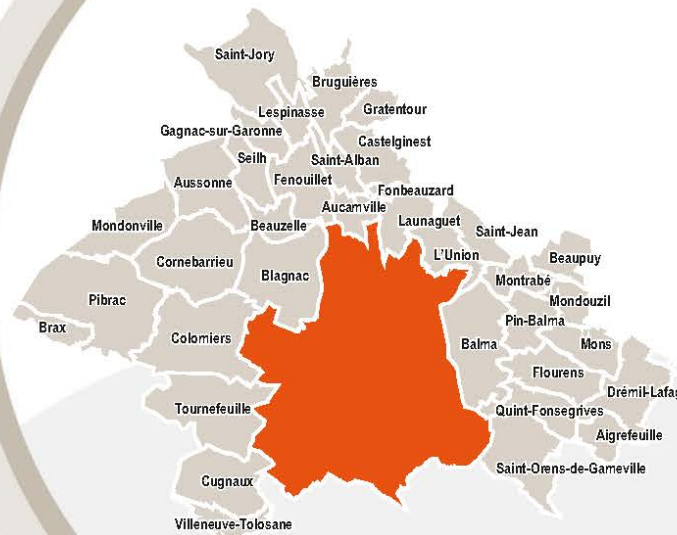 Saint-Jory
Bruguières
Lespinasse
Gratentour
Gagnac-sur-Garonne
Castelginest
Seilh
Saint-Alban
Aussonne
Fenouillet
Fonbeauzard
Aucamville
Mondonville
Beauzelle
Launaguet
Saint-Jean
L'Union
Beaupuy
Cornebarrieu
Blagnac
Montrabé
Pibrac
Mondouzil
Brax
Pin-Balma
Colomiers
Balma
Mons
Flourens
Drémil-Lafag
Tournefeuille
Quint-Fonsegrives
Aigrefeuille
Saint-Orens-de-Gameville
Cugnaux
Villeneuve-Tolosane